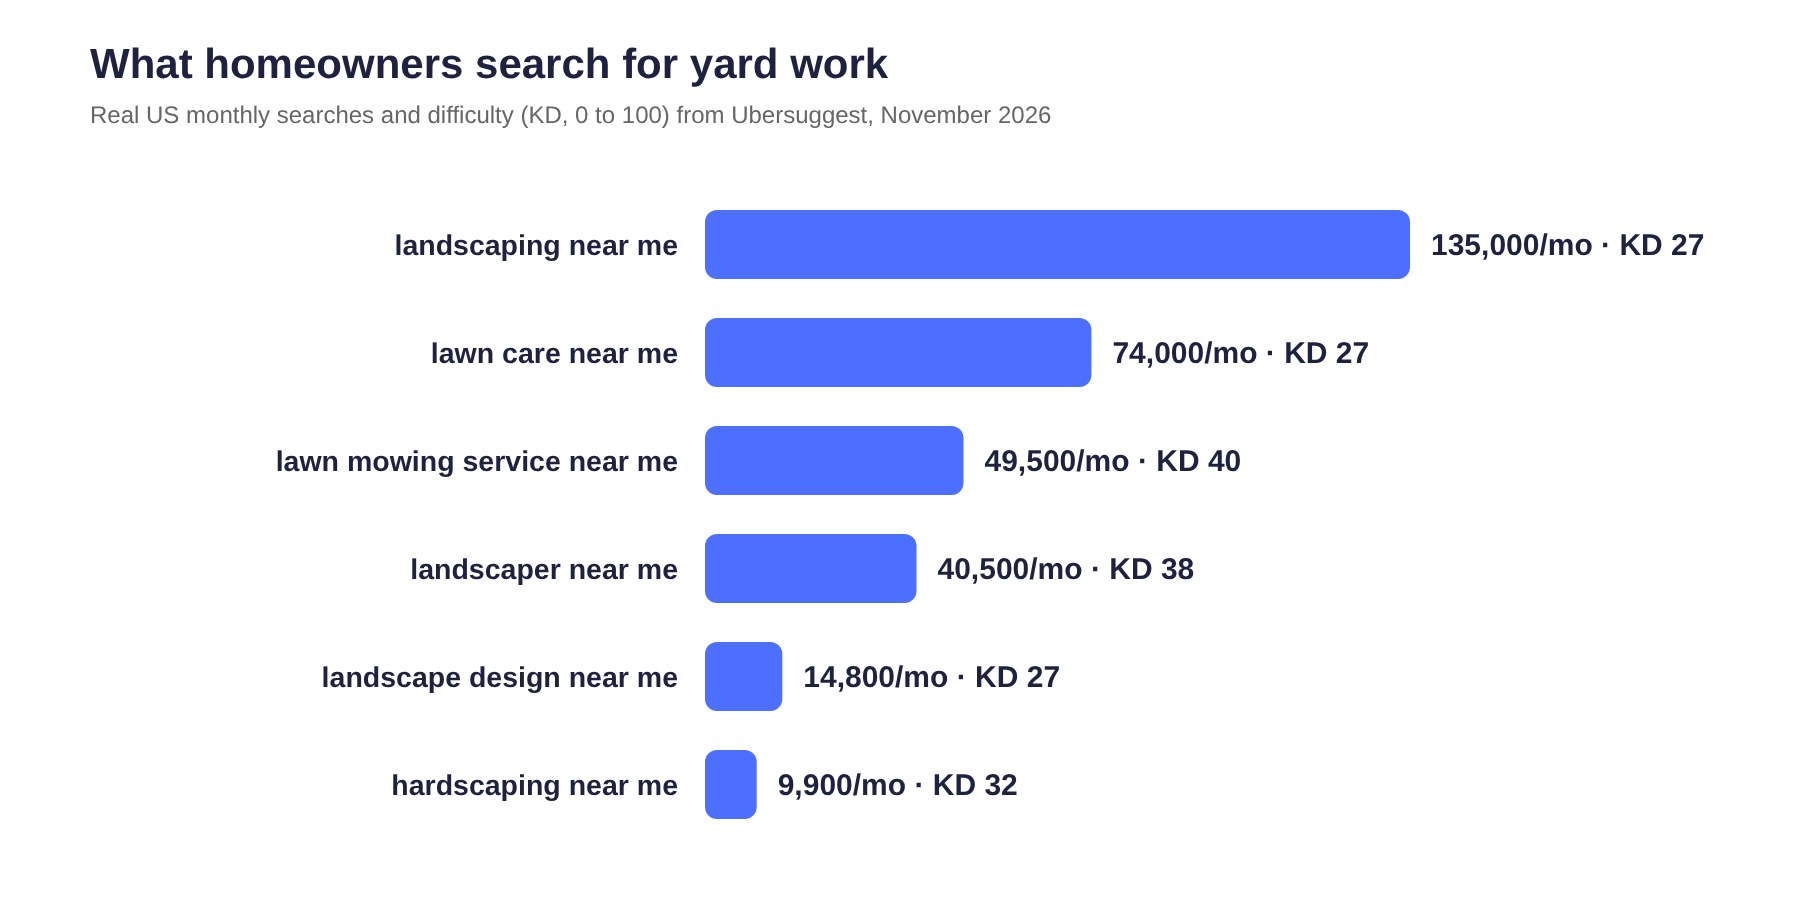 What homeowners search for yard work
Real US monthly searches and difficulty (KD, 0 to 100) from Ubersuggest, November 2026
landscaping near me 135,000/mo · KD 27
lawn care near me 74,000/mo · KD 27
lawn mowing service near me 49,500/mo · KD 40
landscaper near me 40,500/mo · KD 38
landscape design near me 14,800/mo · KD 27
hardscaping near me 9,900/mo · KD 32